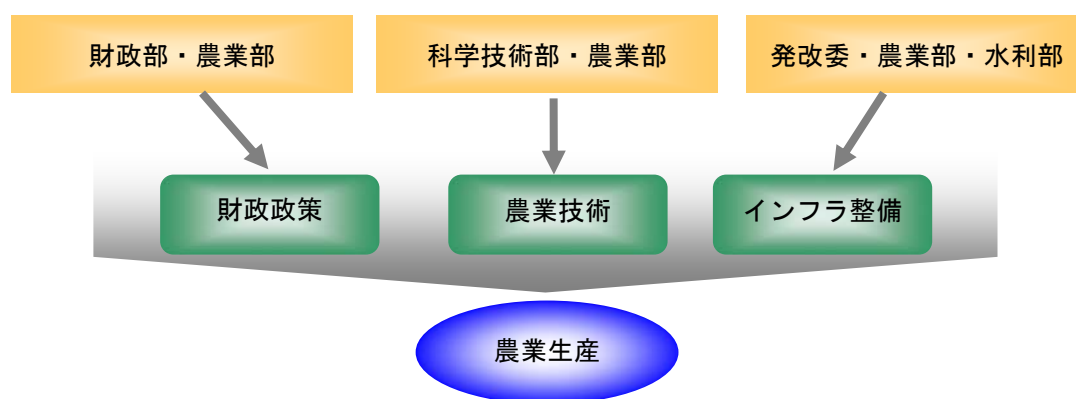 財政部・農業部
科学技術部・農業部
発改委・農業部・水利部
財政政策
農業技術
インフラ整備
農業生産